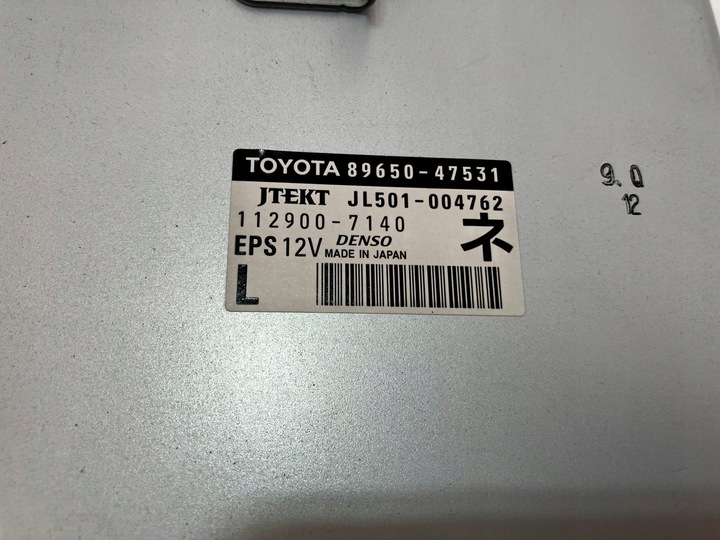 TOYOTA 89650-47531
JTEKT JL501-004762
112900-7140
ネ
EPS 12V DENSO
MADE IN JAPAN
L
9.0
12